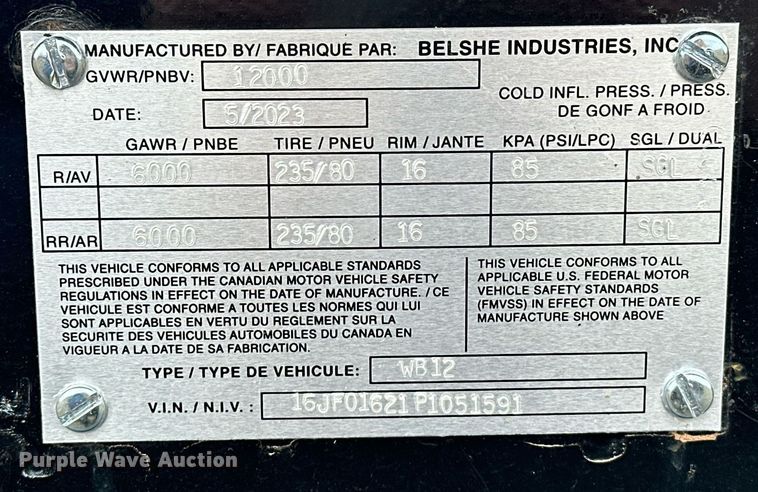 MANUFACTURED BY/ FABRIQUE PAR: BELSHE INDUSTRIES, INC
GVWR/PNBV: 12000
COLD INFL. PRESS. / PRESS.
DE GONF A FROID
DATE: 5/2023
GAWR / PNBE TIRE / PNEU RIM / JANTE KPA (PSI/LPC) SGL / DUAL
R/AV 6000 235/80 16 85 SGL
RR/AR 6000 235/80 16 85 SGL
THIS VEHICLE CONFORMS TO ALL APPLICABLE STANDARDS
PRESCRIBED UNDER THE CANADIAN MOTOR VEHICLE SAFETY
REGULATIONS IN EFFECT ON THE DATE OF MANUFACTURE. / CE
VEHICULE EST CONFORME A TOUTES LES NORMES QUI LUI
SONT APPLICABLES EN VERTU DU REGLEMENT SUR LA
SECURITE DES VEHICULES AUTOMOBILES DU CANADA EN
VIGUEUR A LA DATE DE SA FABRICATION.
THIS VEHICLE CONFORMS TO ALL
APPLICABLE U.S. FEDERAL MOTOR
VEHICLE SAFETY STANDARDS
(FMVSS) IN EFFECT ON THE DATE OF
MANUFACTURE SHOWN ABOVE
TYPE / TYPE DE VEHICULE: WB12
V.I.N. / N.I.V. : 16JF01621P1051591
Purple Wave Auction